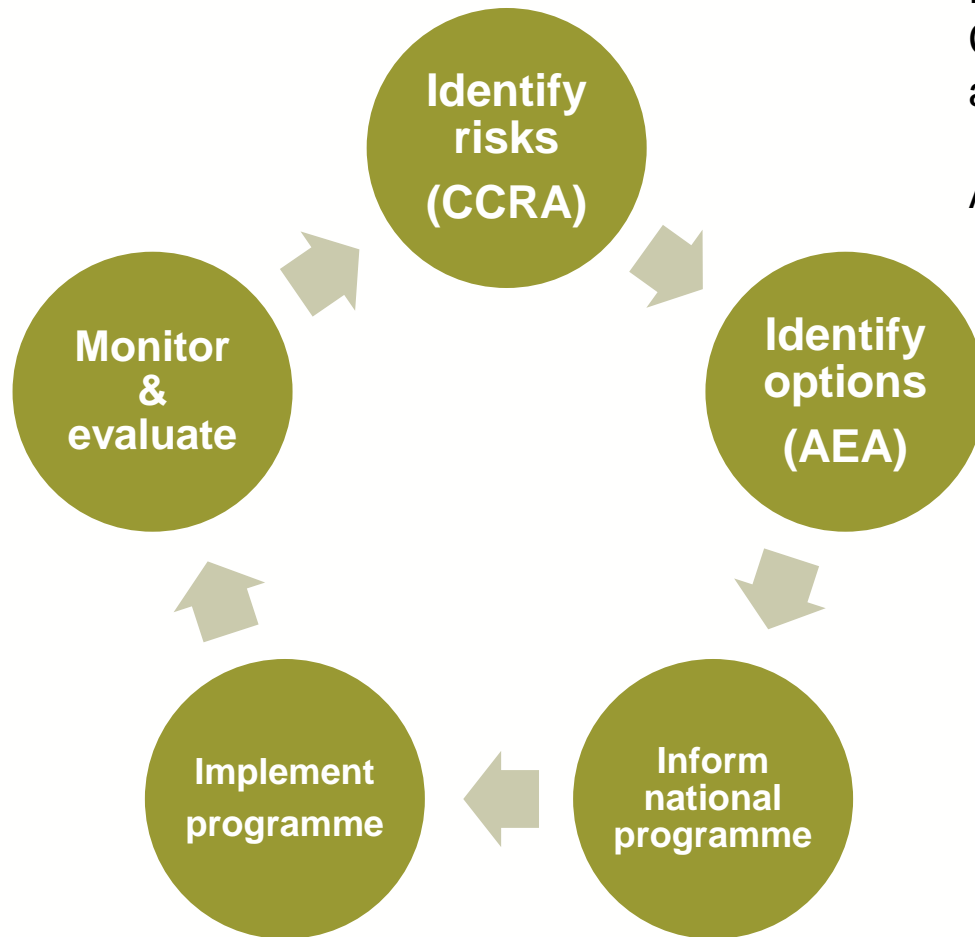 Identify
risks
(CCRA)
Identify
options
(AEA)
Inform
national
programme
Implement
programme
Monitor
&
evaluate